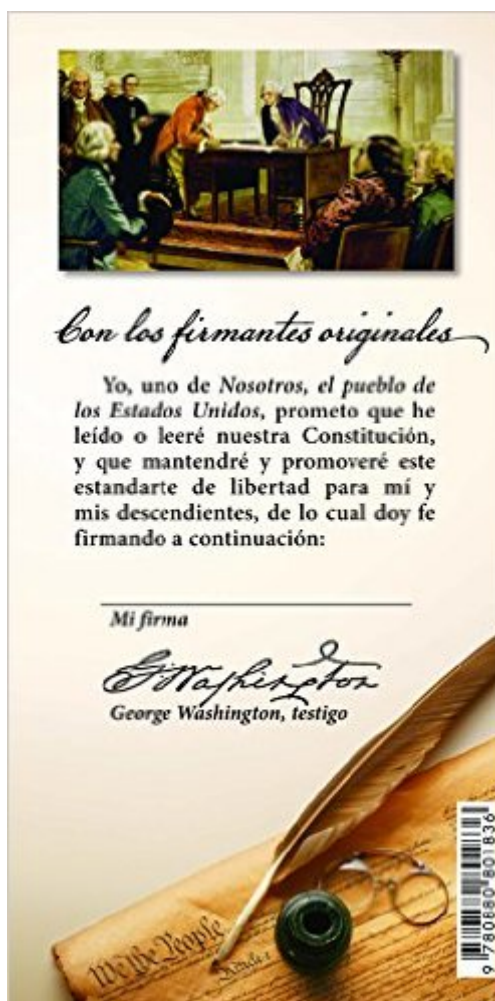 Con los firmantes originales
Yo, uno de Nosotros, el pueblo de
los Estados Unidos, prometo que he
leído o leeré nuestra Constitución,
y que mantendré y promoveré este
estandarte de libertad para mí y
mis descendientes, de lo cual doy fe
firmando a continuación:
Mi firma
G Washington
George Washington, testigo
We the People
Article I
9 780880 801836